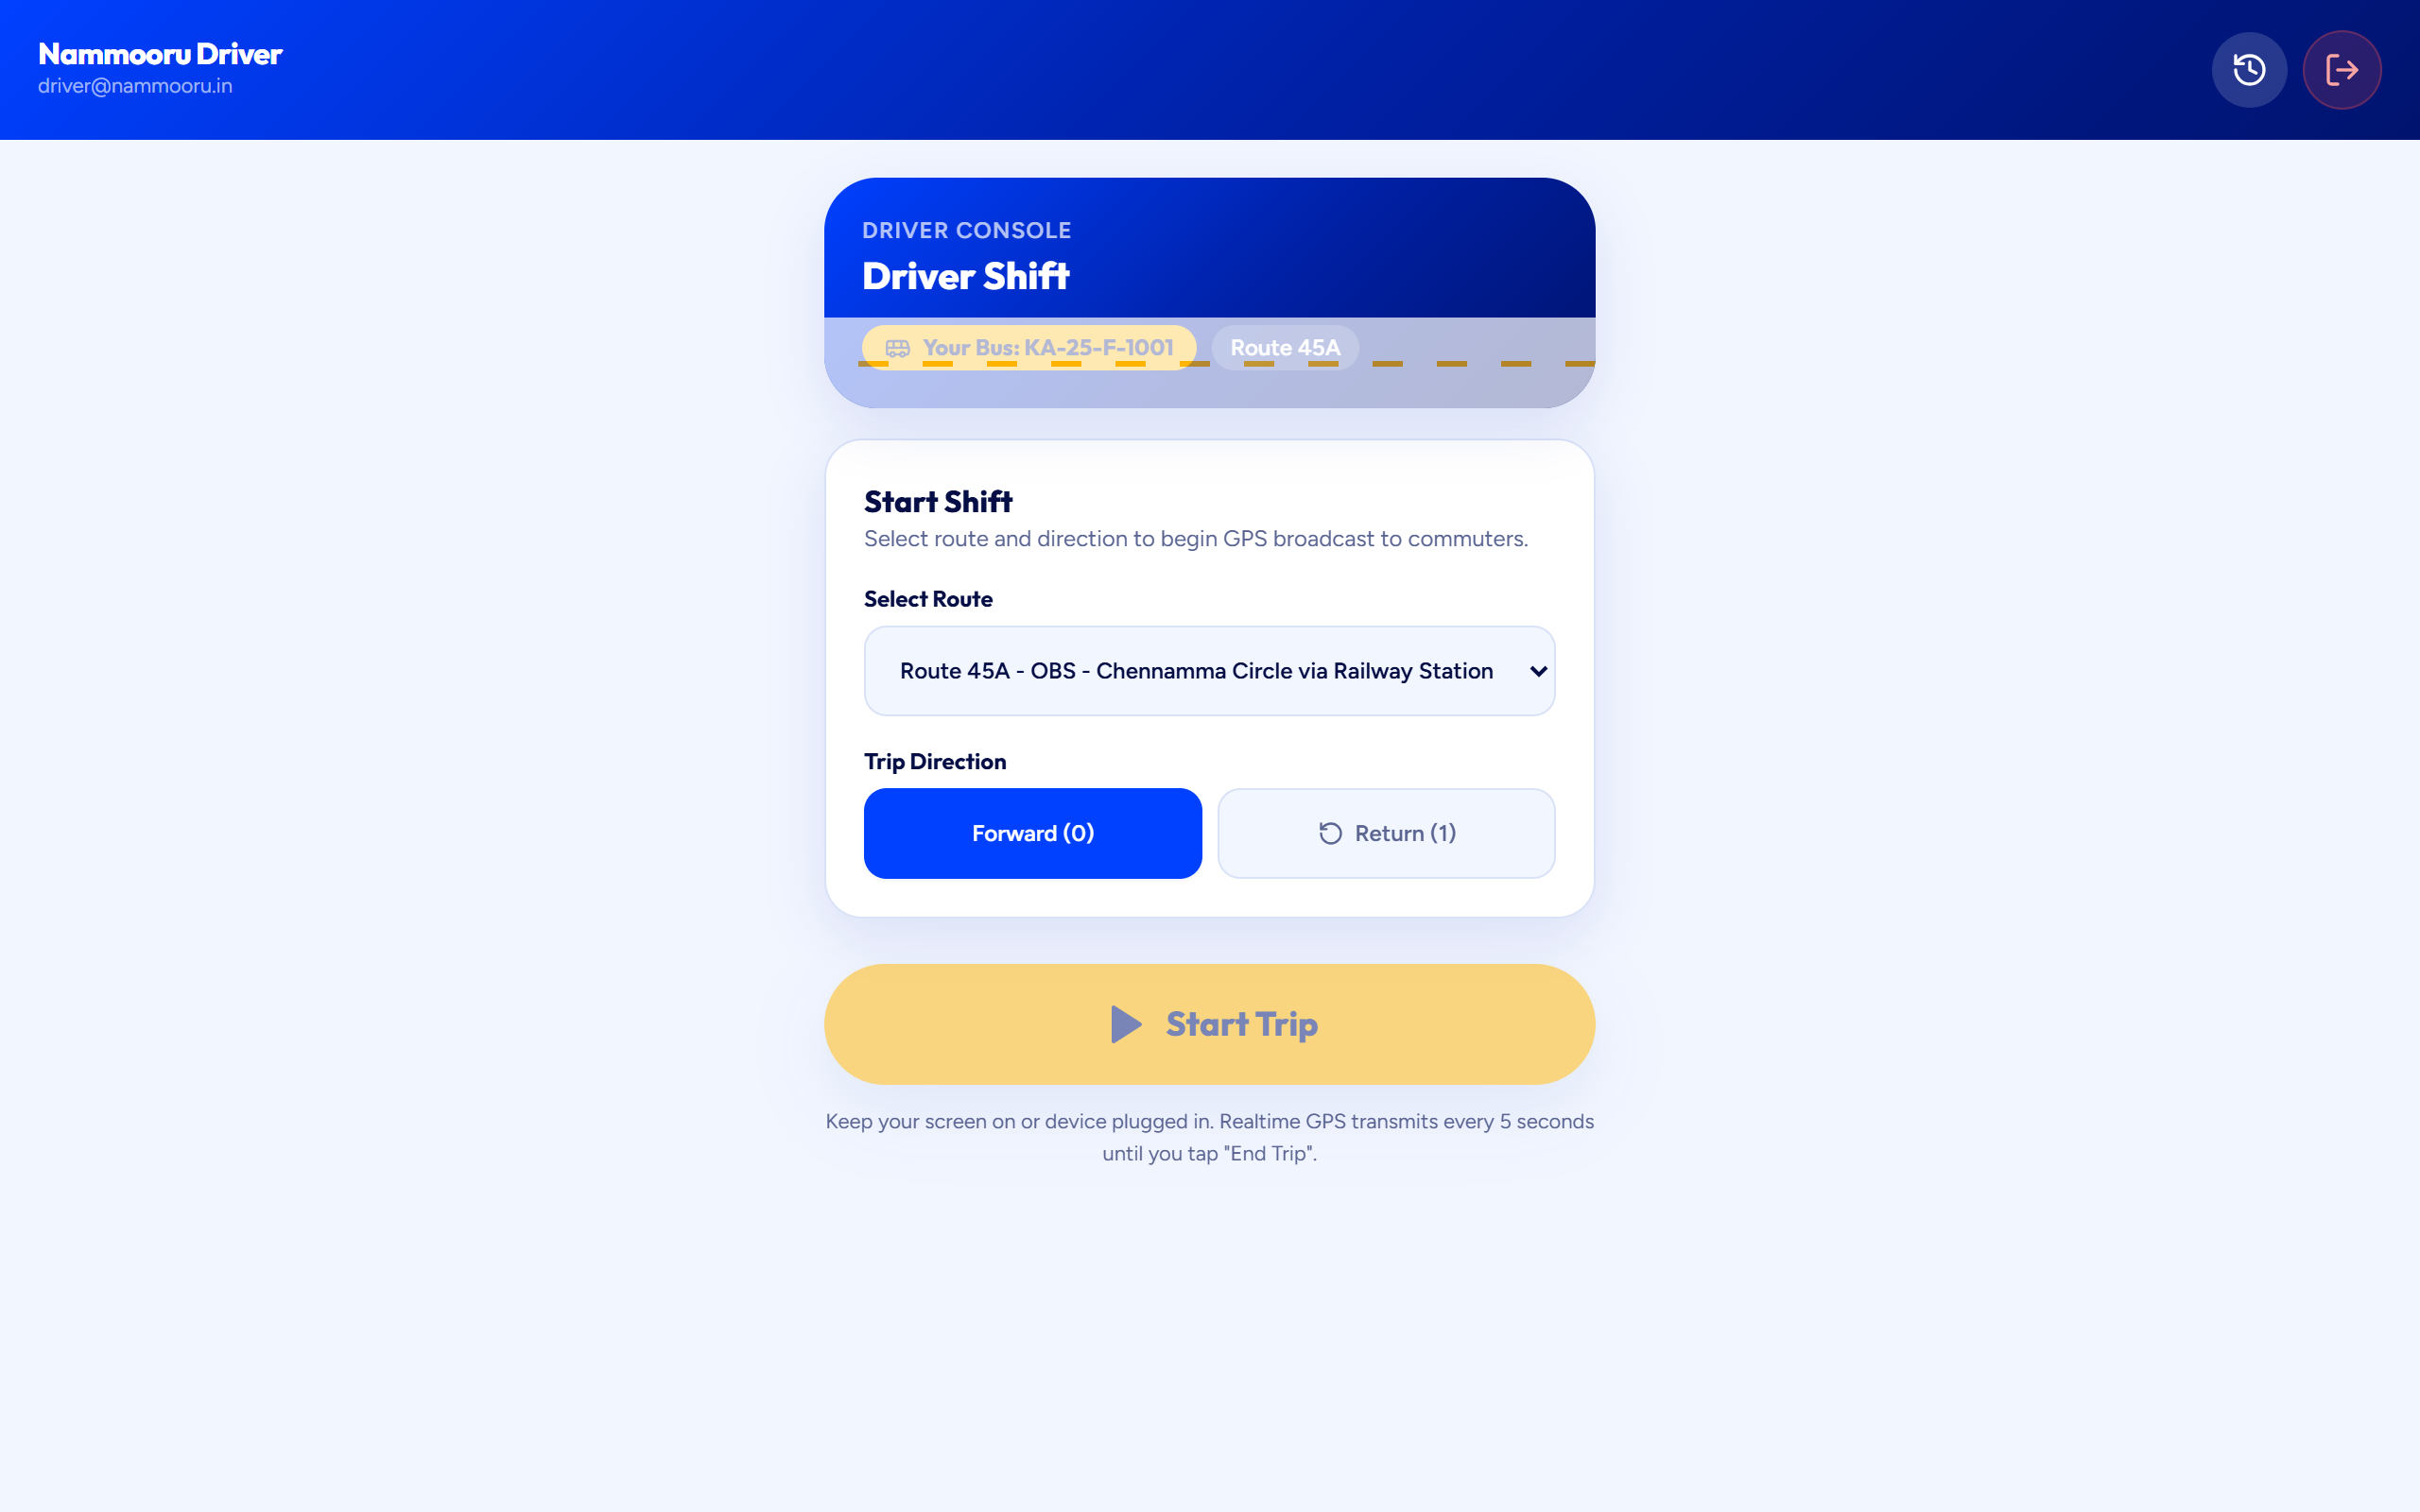 Nammooru Driver
driver@nammooru.in
DRIVER CONSOLE
Driver Shift
Your Bus: KA-25-F-1001
Route 45A
Start Shift
Select route and direction to begin GPS broadcast to commuters.
Select Route
Route 45A - OBS - Chennamma Circle via Railway Station
Trip Direction
Forward (0)
Return (1)
Start Trip
Keep your screen on or device plugged in. Realtime GPS transmits every 5 seconds
until you tap "End Trip".